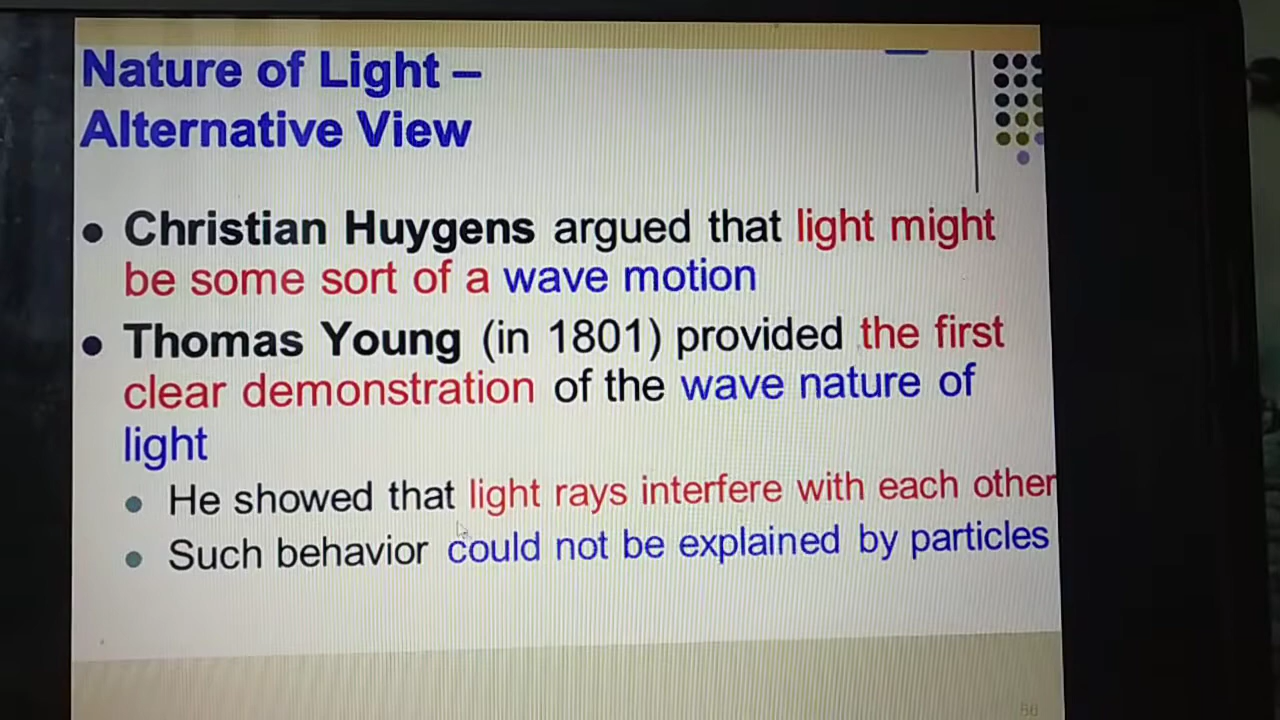 Nature of Light –
Alternative View
● Christian Huygens argued that light might
be some sort of a wave motion
● Thomas Young (in 1801) provided the first
clear demonstration of the wave nature of
light
● He showed that light rays interfere with each other
● Such behavior could not be explained by particles
56